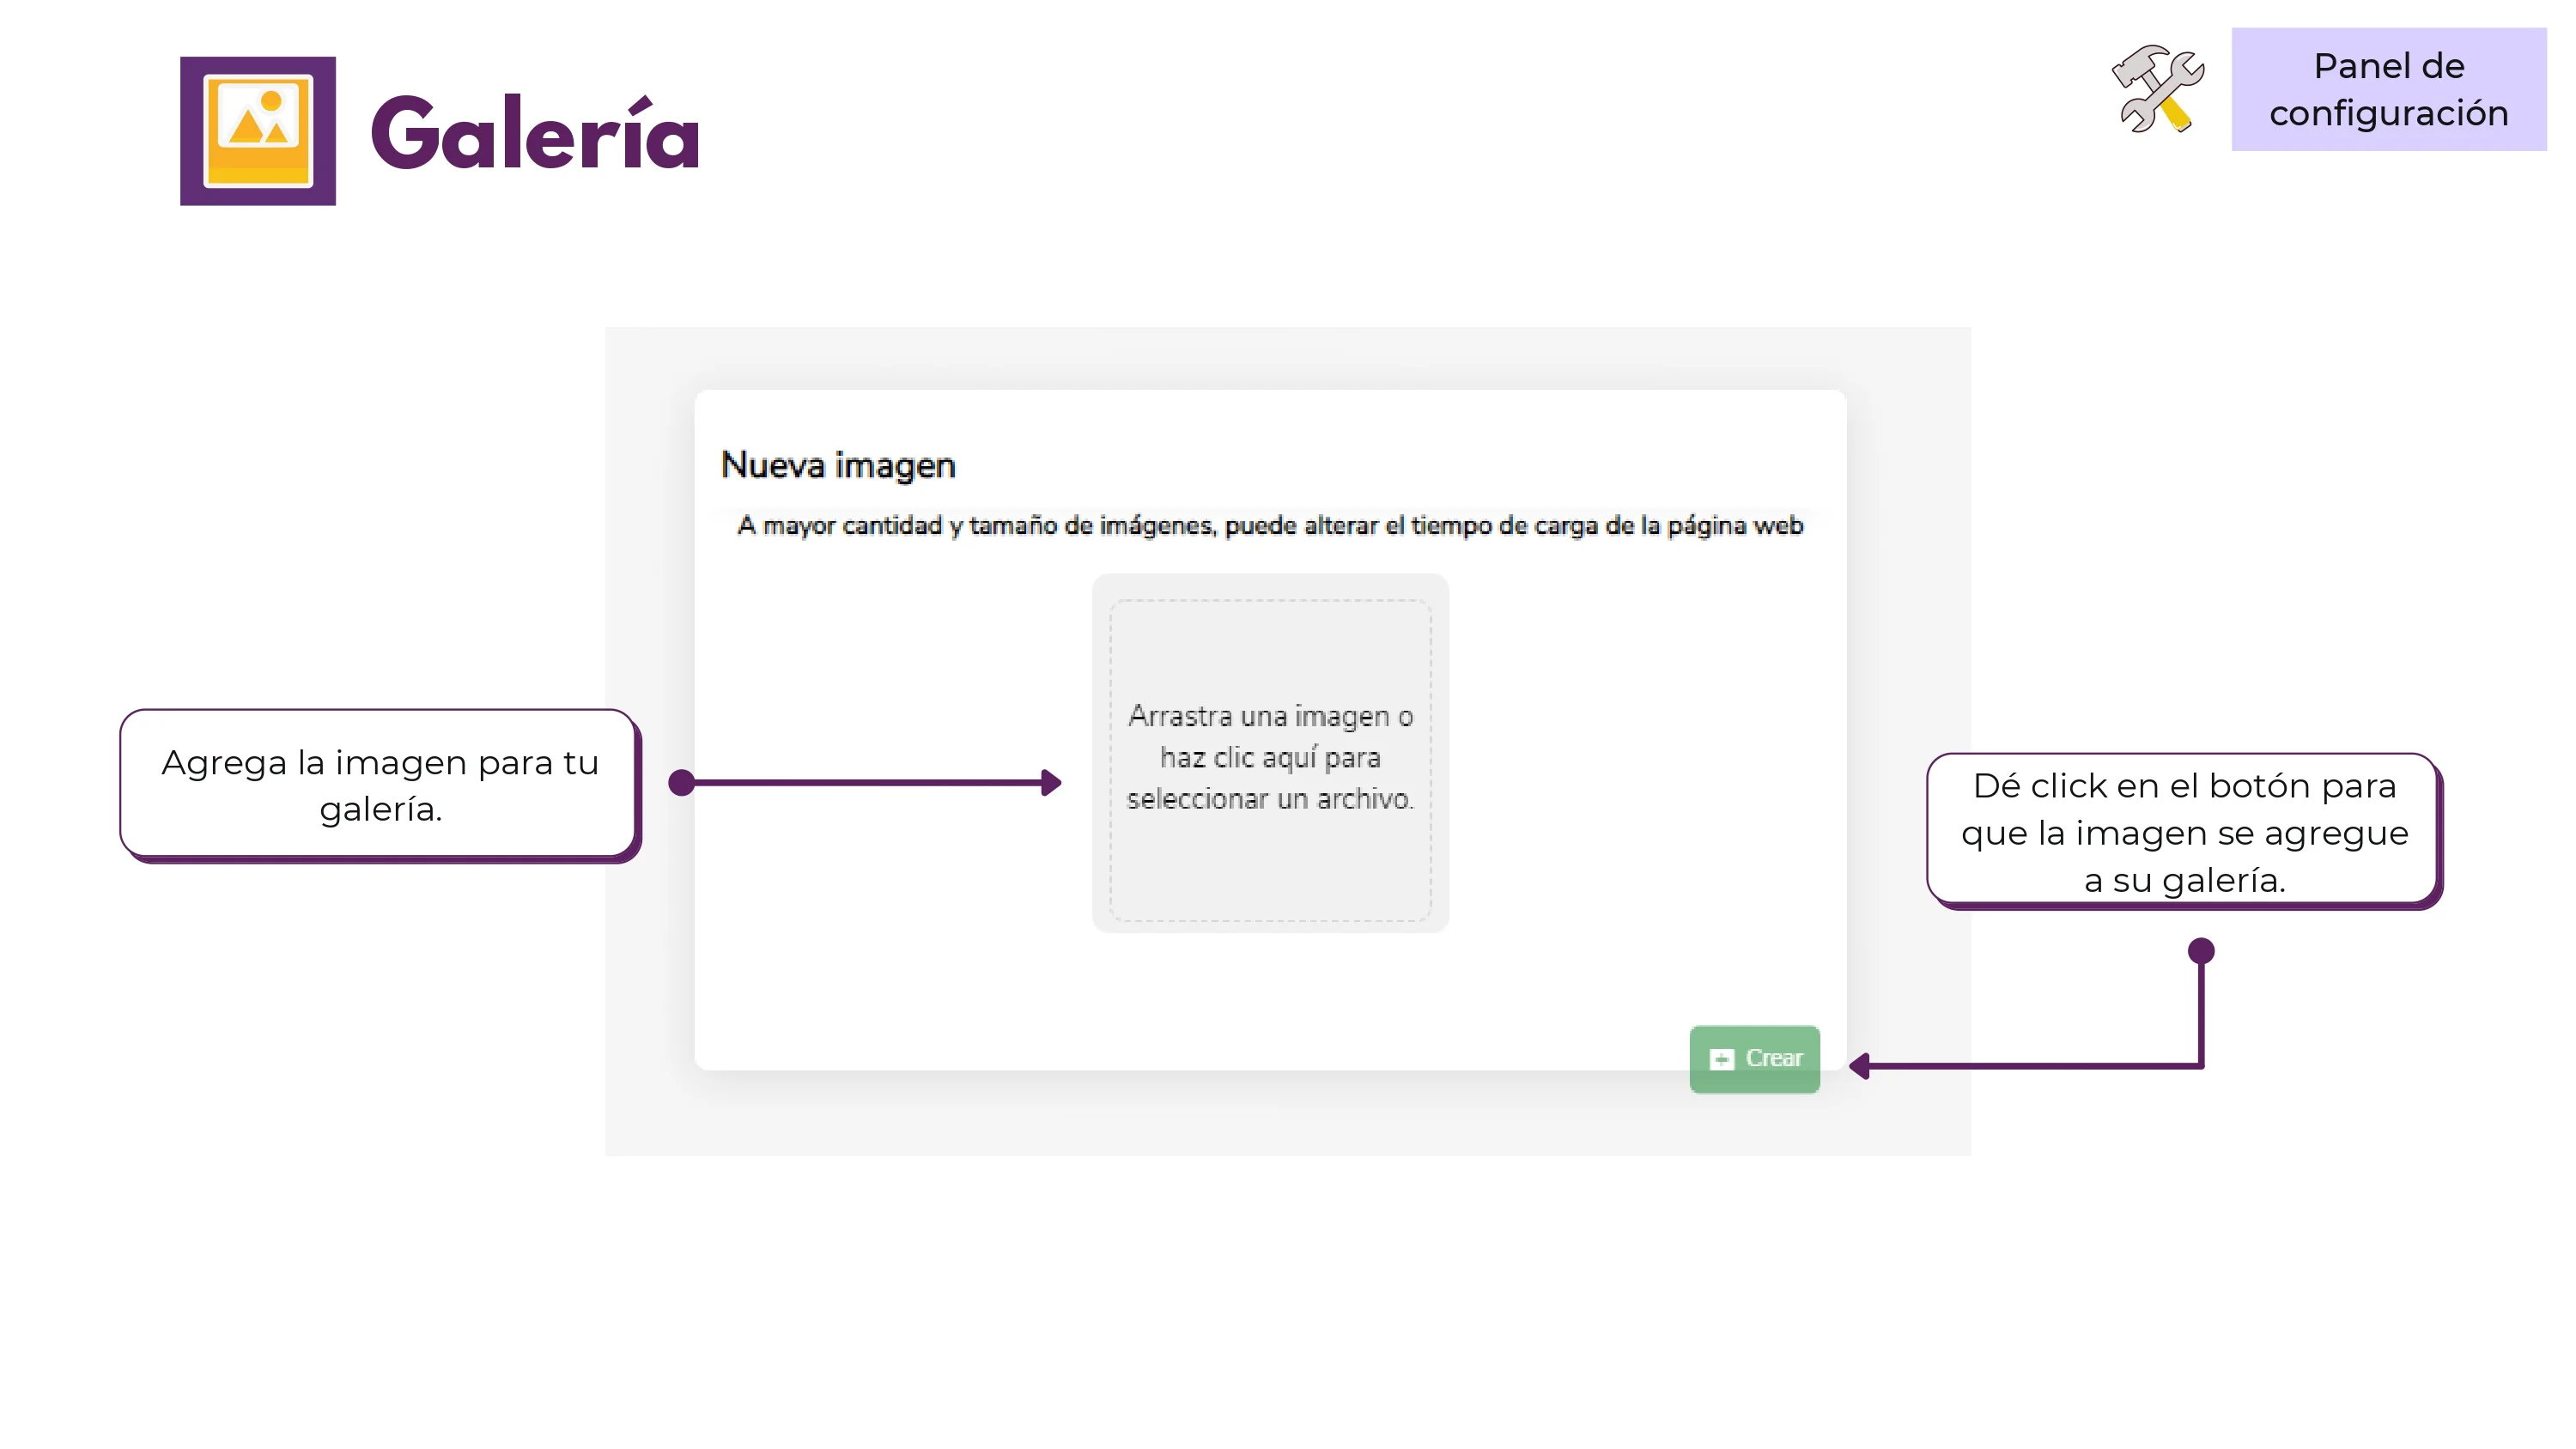 Galería
Panel de
configuración
Nueva imagen
A mayor cantidad y tamaño de imágenes, puede alterar el tiempo de carga de la página web
Arrastra una imagen o
haz clic aquí para
seleccionar un archivo.
Agrega la imagen para tu
galería.
Dé click en el botón para
que la imagen se agregue
a su galería.
Crear